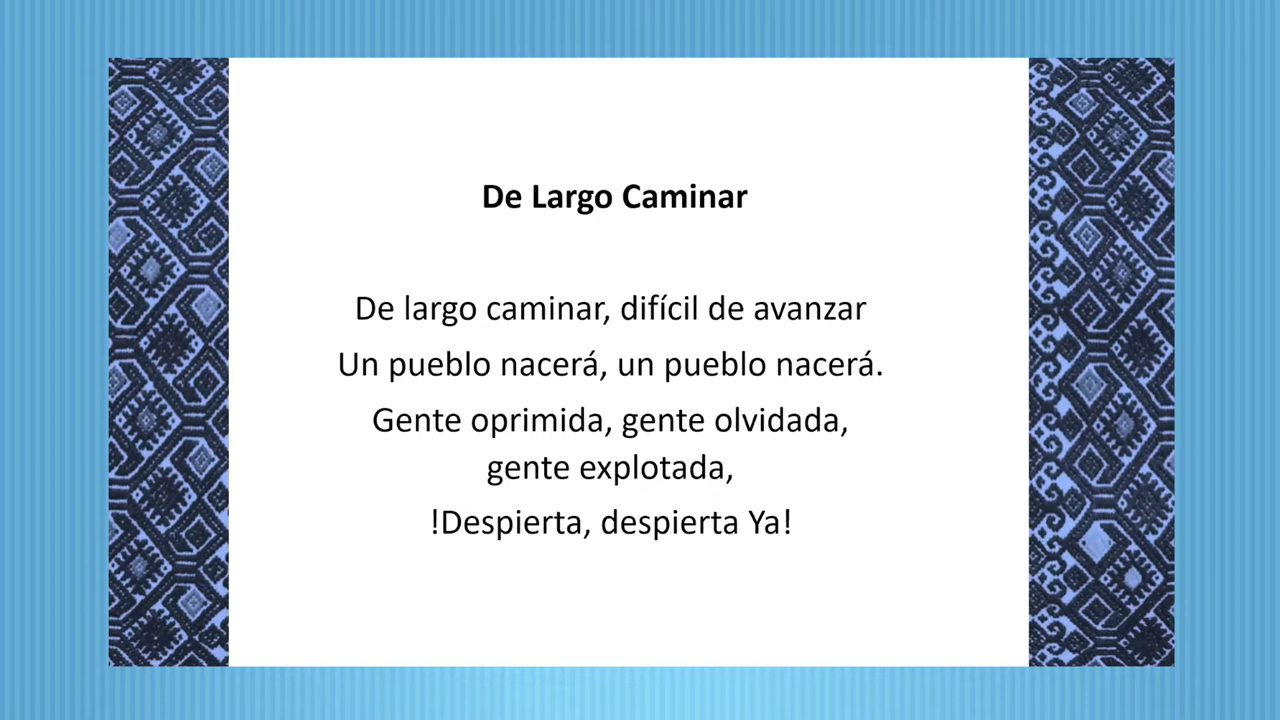 De Largo Caminar
De largo caminar, difícil de avanzar
Un pueblo nacerá, un pueblo nacerá.
Gente oprimida, gente olvidada,
gente explotada,
!Despierta, despierta Ya!